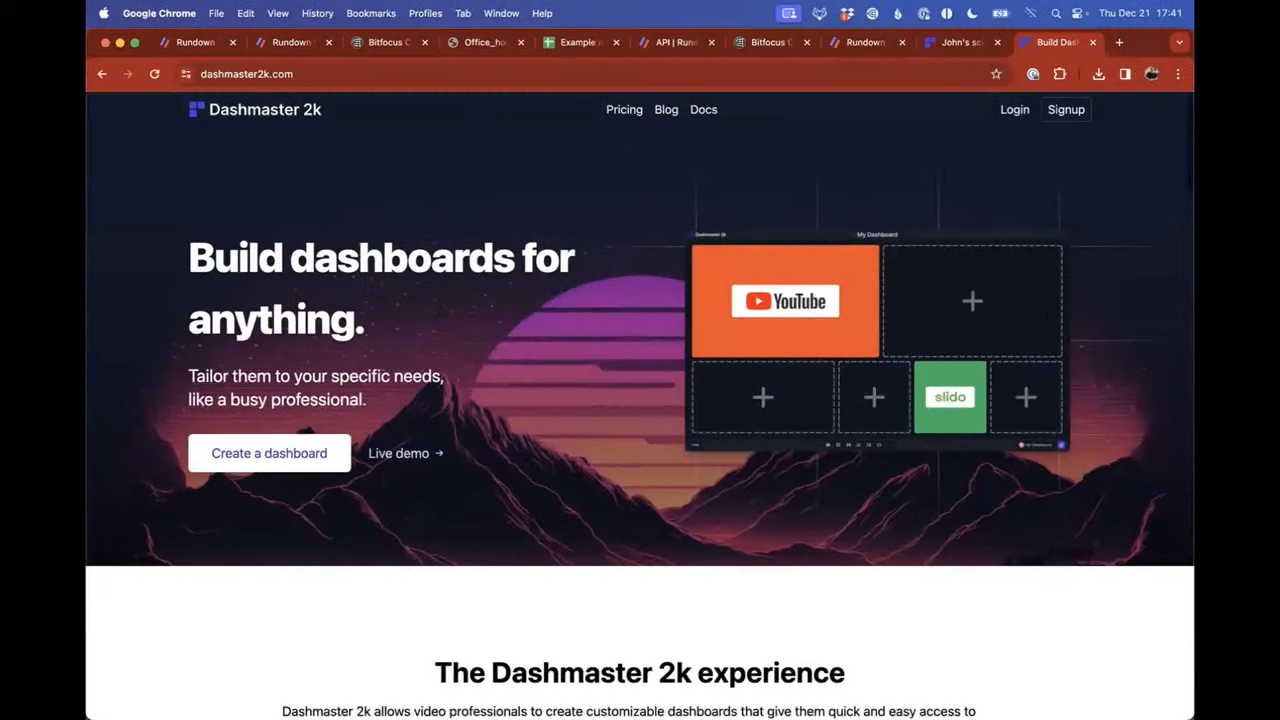 Google Chrome File Edit View History Bookmarks Profiles Tab Window Help Thu Dec 21 17:41
Rundown Rundown Bitfocus C Office_ho Example API | Run Bitfocus C Rundown John's sc Build Das
dashmaster2k.com
Dashmaster 2k Pricing Blog Docs Login Signup
Dashmaster 2k My Dashboard
Build dashboards for
anything.
YouTube
Tailor them to your specific needs,
like a busy professional.
slido
Create a dashboard Live demo →
The Dashmaster 2k experience
Dashmaster 2k allows video professionals to create customizable dashboards that give them quick and easy access to